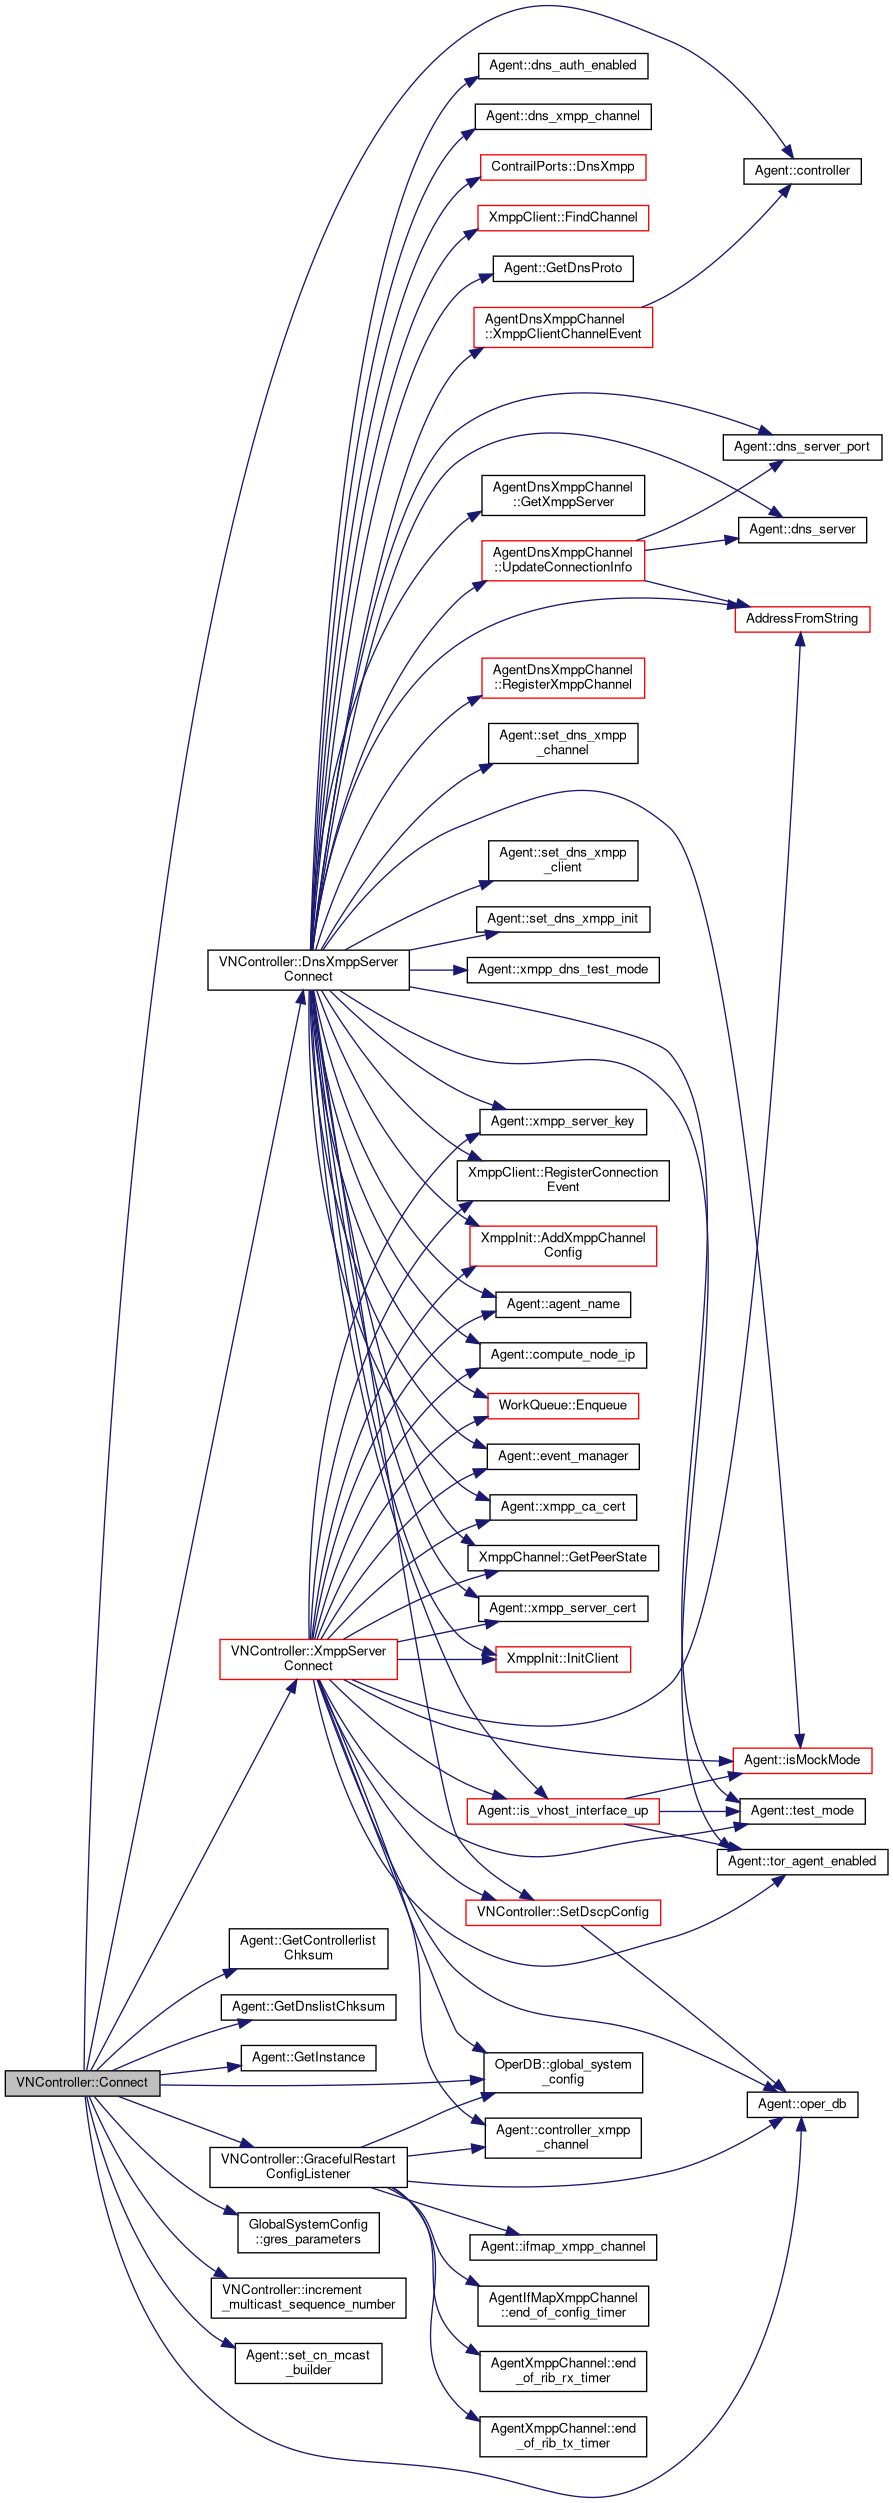 Agent::dns_auth_enabled
Agent::dns_xmpp_channel
ContrailPorts::DnsXmpp
Agent::controller
XmppClient::FindChannel
Agent::GetDnsProto
AgentDnsXmppChannel
::XmppClientChannelEvent
Agent::dns_server_port
AgentDnsXmppChannel
::GetXmppServer
Agent::dns_server
AgentDnsXmppChannel
::UpdateConnectionInfo
AddressFromString
AgentDnsXmppChannel
::RegisterXmppChannel
Agent::set_dns_xmpp
_channel
Agent::set_dns_xmpp
_client
Agent::set_dns_xmpp_init
VNController::DnsXmppServer
Connect
Agent::xmpp_dns_test_mode
Agent::xmpp_server_key
XmppClient::RegisterConnection
Event
XmppInit::AddXmppChannel
Config
Agent::agent_name
Agent::compute_node_ip
WorkQueue::Enqueue
Agent::event_manager
Agent::xmpp_ca_cert
XmppChannel::GetPeerState
Agent::xmpp_server_cert
VNController::XmppServer
Connect
XmppInit::InitClient
Agent::isMockMode
Agent::is_vhost_interface_up
Agent::test_mode
Agent::tor_agent_enabled
VNController::SetDscpConfig
Agent::GetControllerlist
Chksum
Agent::GetDnslistChksum
Agent::GetInstance
OperDB::global_system
_config
VNController::Connect
Agent::oper_db
Agent::controller_xmpp
_channel
VNController::GracefulRestart
ConfigListener
GlobalSystemConfig
::gres_parameters
Agent::ifmap_xmpp_channel
VNController::increment
_multicast_sequence_number
AgentIfMapXmppChannel
::end_of_config_timer
Agent::set_cn_mcast
_builder
AgentXmppChannel::end
_of_rib_rx_timer
AgentXmppChannel::end
_of_rib_tx_timer